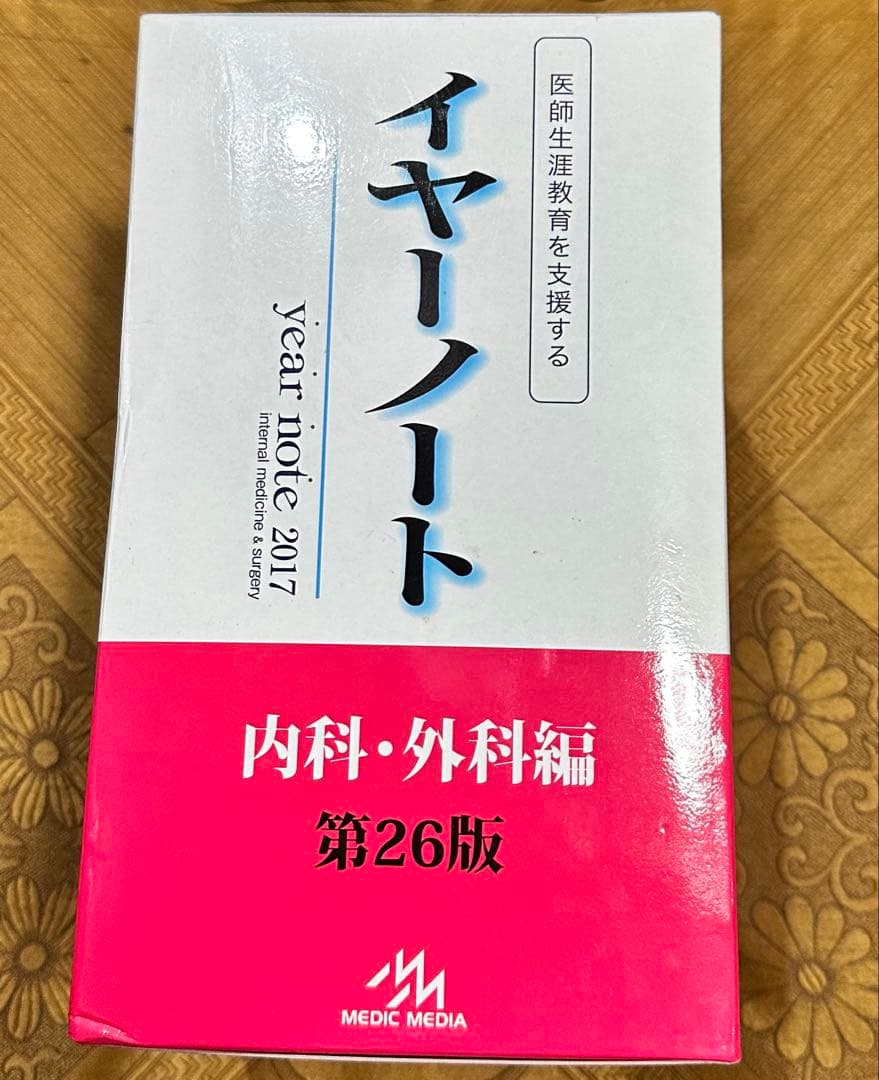 医師生涯教育を支援する
イヤーノート
year note 2017
internal medicine & surgery
内科・外科編
第26版
MEDIC MEDIA